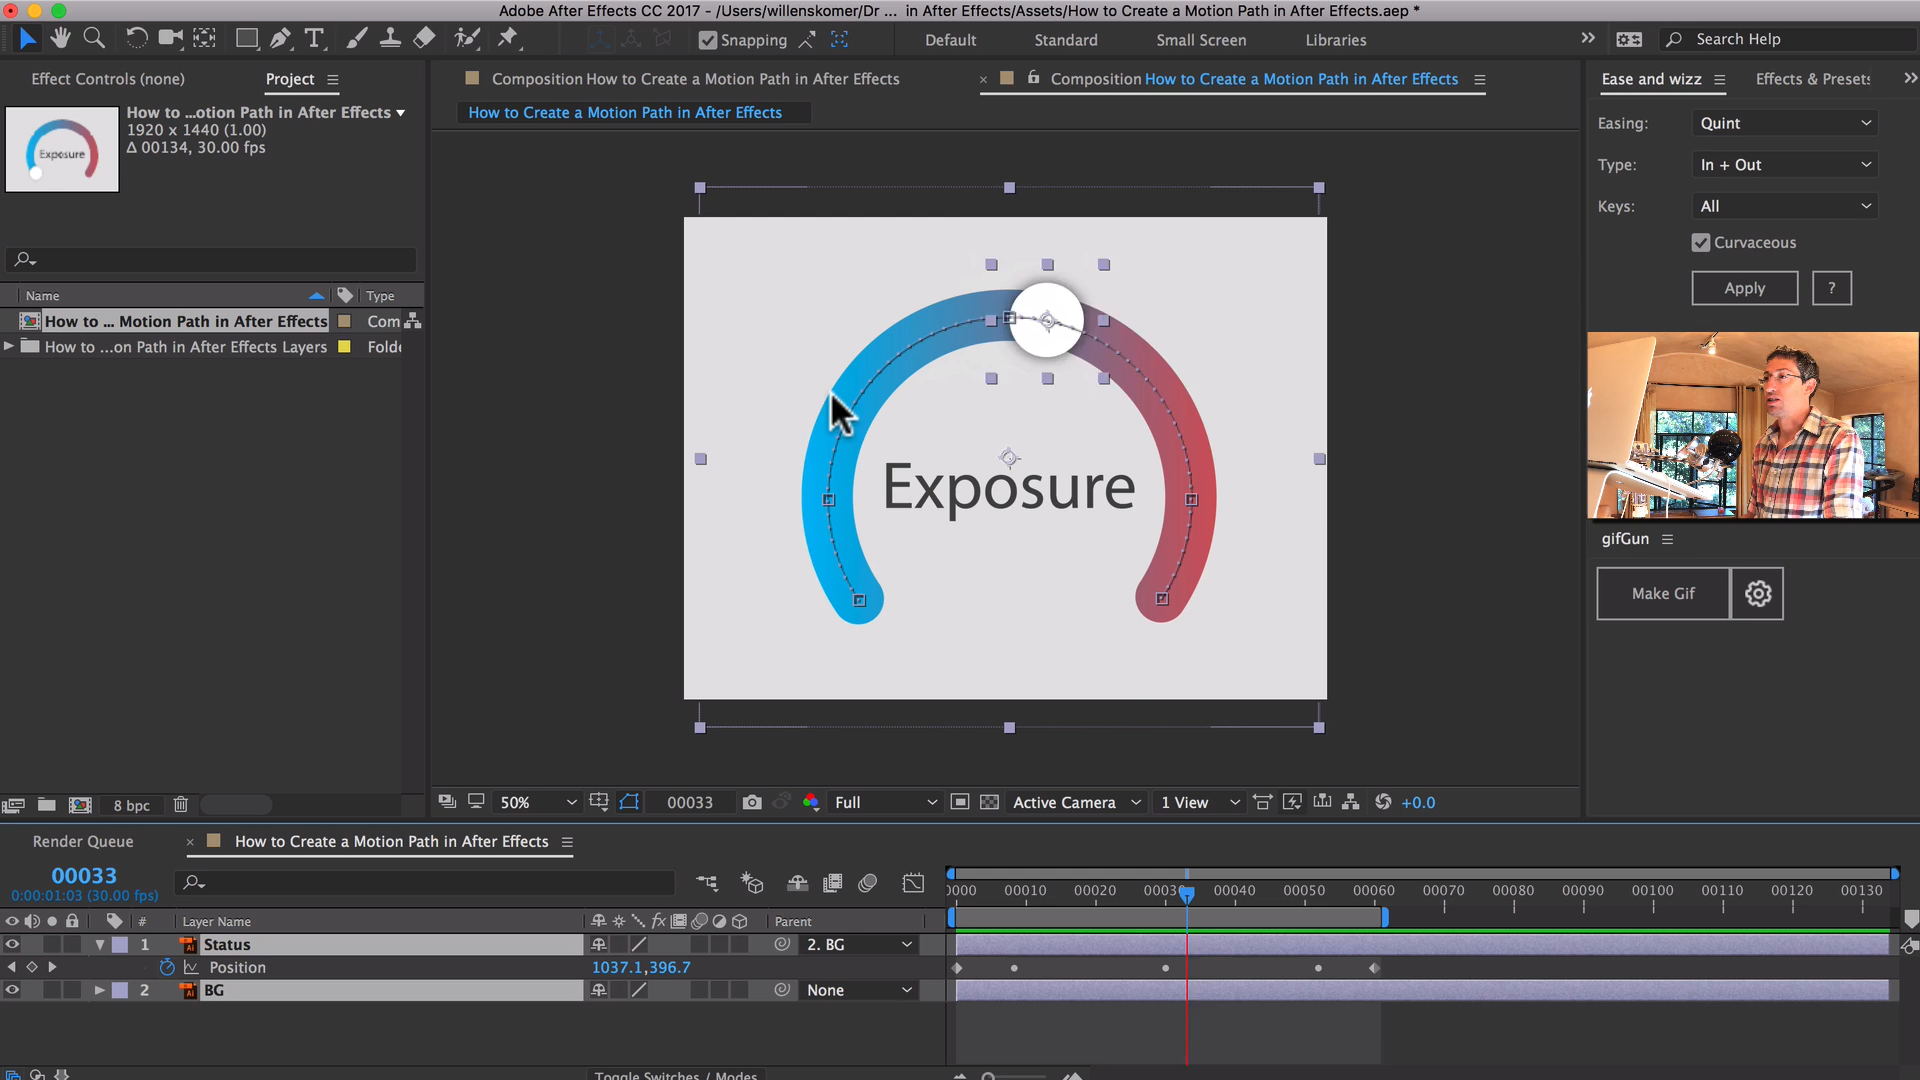 Adobe After Effects CC 2017 - /Users/willenskomer/Dr ... in After Effects/Assets/How to Create a Motion Path in After Effects.aep *
Snapping
Default
Standard
Small Screen
Libraries
Search Help
Effect Controls (none)
Project
Composition How to Create a Motion Path in After Effects
Composition How to Create a Motion Path in After Effects
Ease and wizz
Effects & Presets
How to ...otion Path in After Effects
1920 x 1440 (1.00)
Δ 00134, 30.00 fps
How to Create a Motion Path in After Effects
Easing: Quint
Type: In + Out
Keys: All
Curvaceous
Apply
?
Exposure
Name
Type
How to ... Motion Path in After Effects
Com
How to ...on Path in After Effects Layers
Folde
Exposure
gifGun
Make Gif
8 bpc
50%
00033
Full
Active Camera
1 View
+0.0
Render Queue
How to Create a Motion Path in After Effects
00033
0:00:01:03 (30.00 fps)
0000 00010 00020 0003 00040 00050 00060 00070 00080 00090 00100 00110 00120 00130
# Layer Name
fx
Parent
1 Status
2. BG
Position
1037.1,396.7
2 BG
None
Toggle Switches / Modes